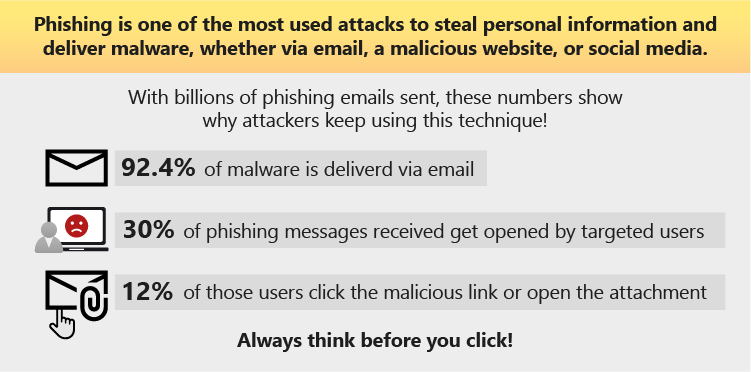 Phishing is one of the most used attacks to steal personal information and
deliver malware, whether via email, a malicious website, or social media.
With billions of phishing emails sent, these numbers show
why attackers keep using this technique!
92.4% of malware is deliverd via email
30% of phishing messages received get opened by targeted users
12% of those users click the malicious link or open the attachment
Always think before you click!